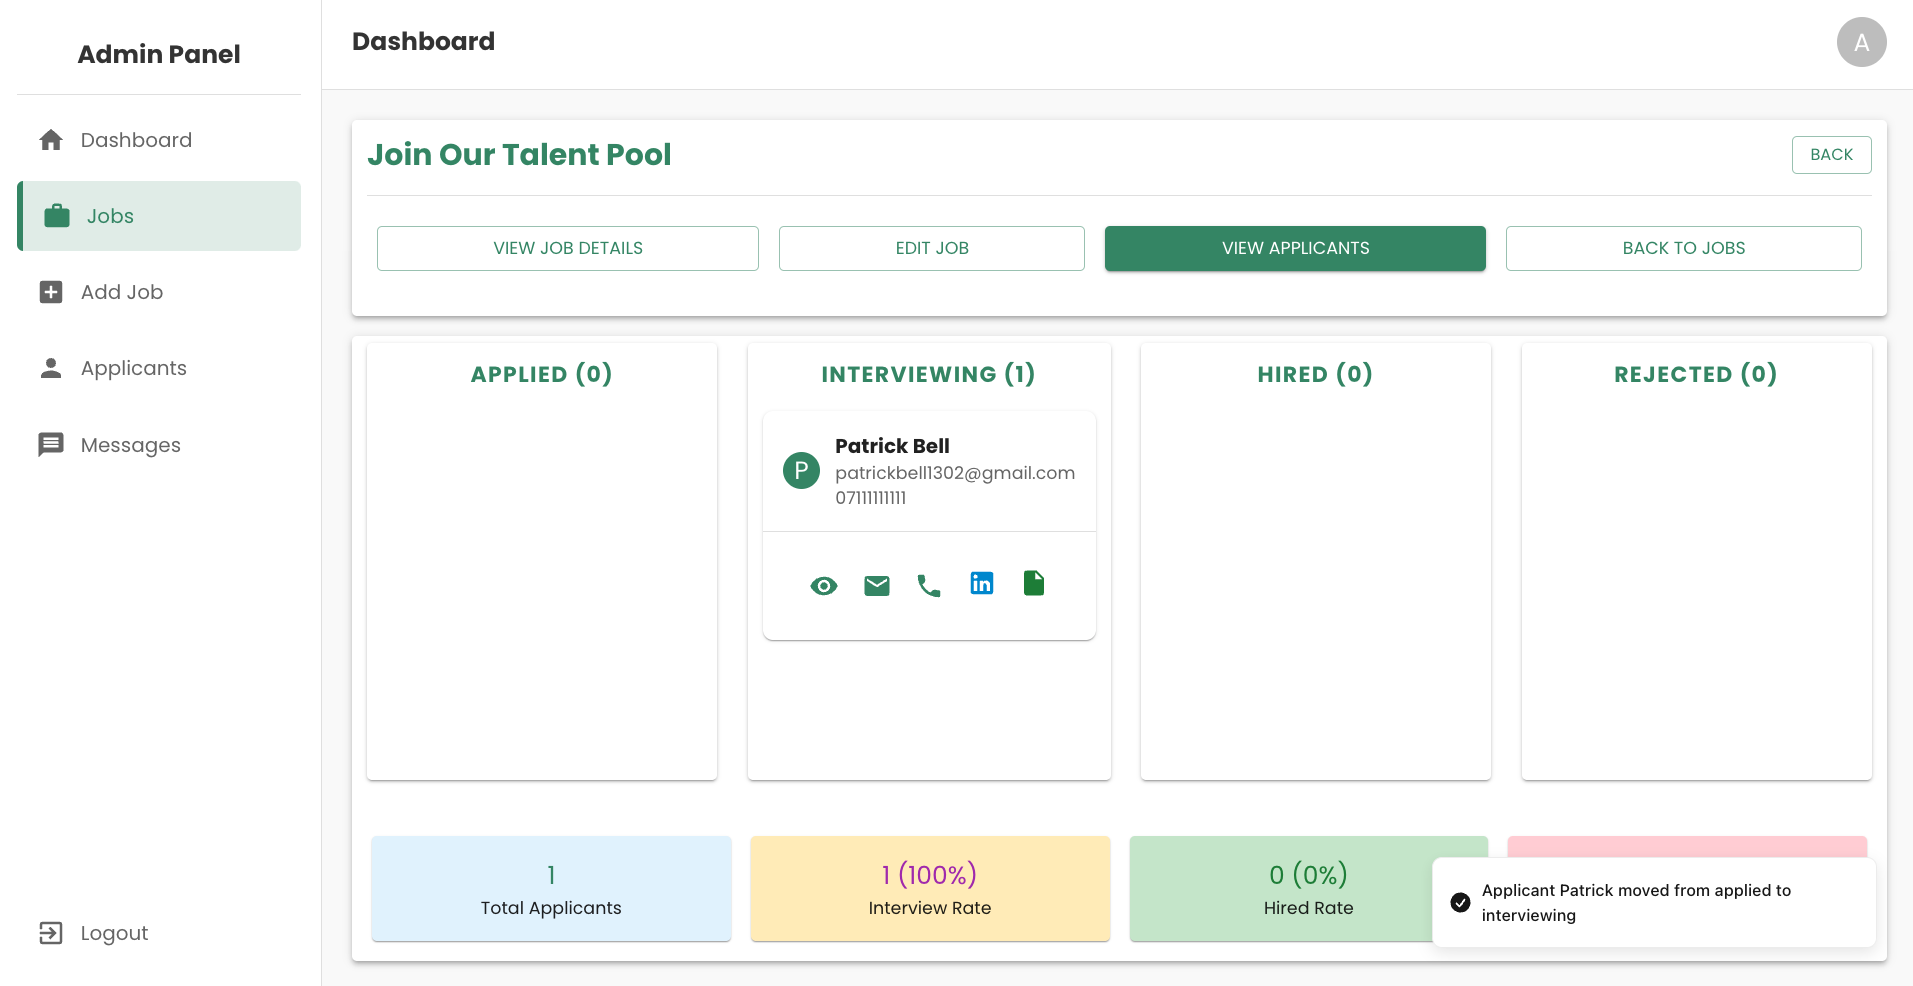 Admin Panel
Dashboard
Jobs
Add Job
Applicants
Messages
Logout
Dashboard
A
Join Our Talent Pool
BACK
VIEW JOB DETAILS
EDIT JOB
VIEW APPLICANTS
BACK TO JOBS
APPLIED (0)
INTERVIEWING (1)
P
Patrick Bell
patrickbell1302@gmail.com
07111111111
in
HIRED (0)
REJECTED (0)
1
Total Applicants
1 (100%)
Interview Rate
0 (0%)
Hired Rate
Applicant Patrick moved from applied to
interviewing